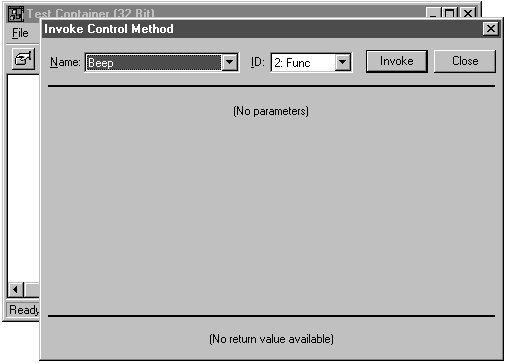 Test Container (32 Bit)
Invoke Control Method
File
Name: Beep ID: 2: Func Invoke Close
(No parameters)
Ready
(No return value available)